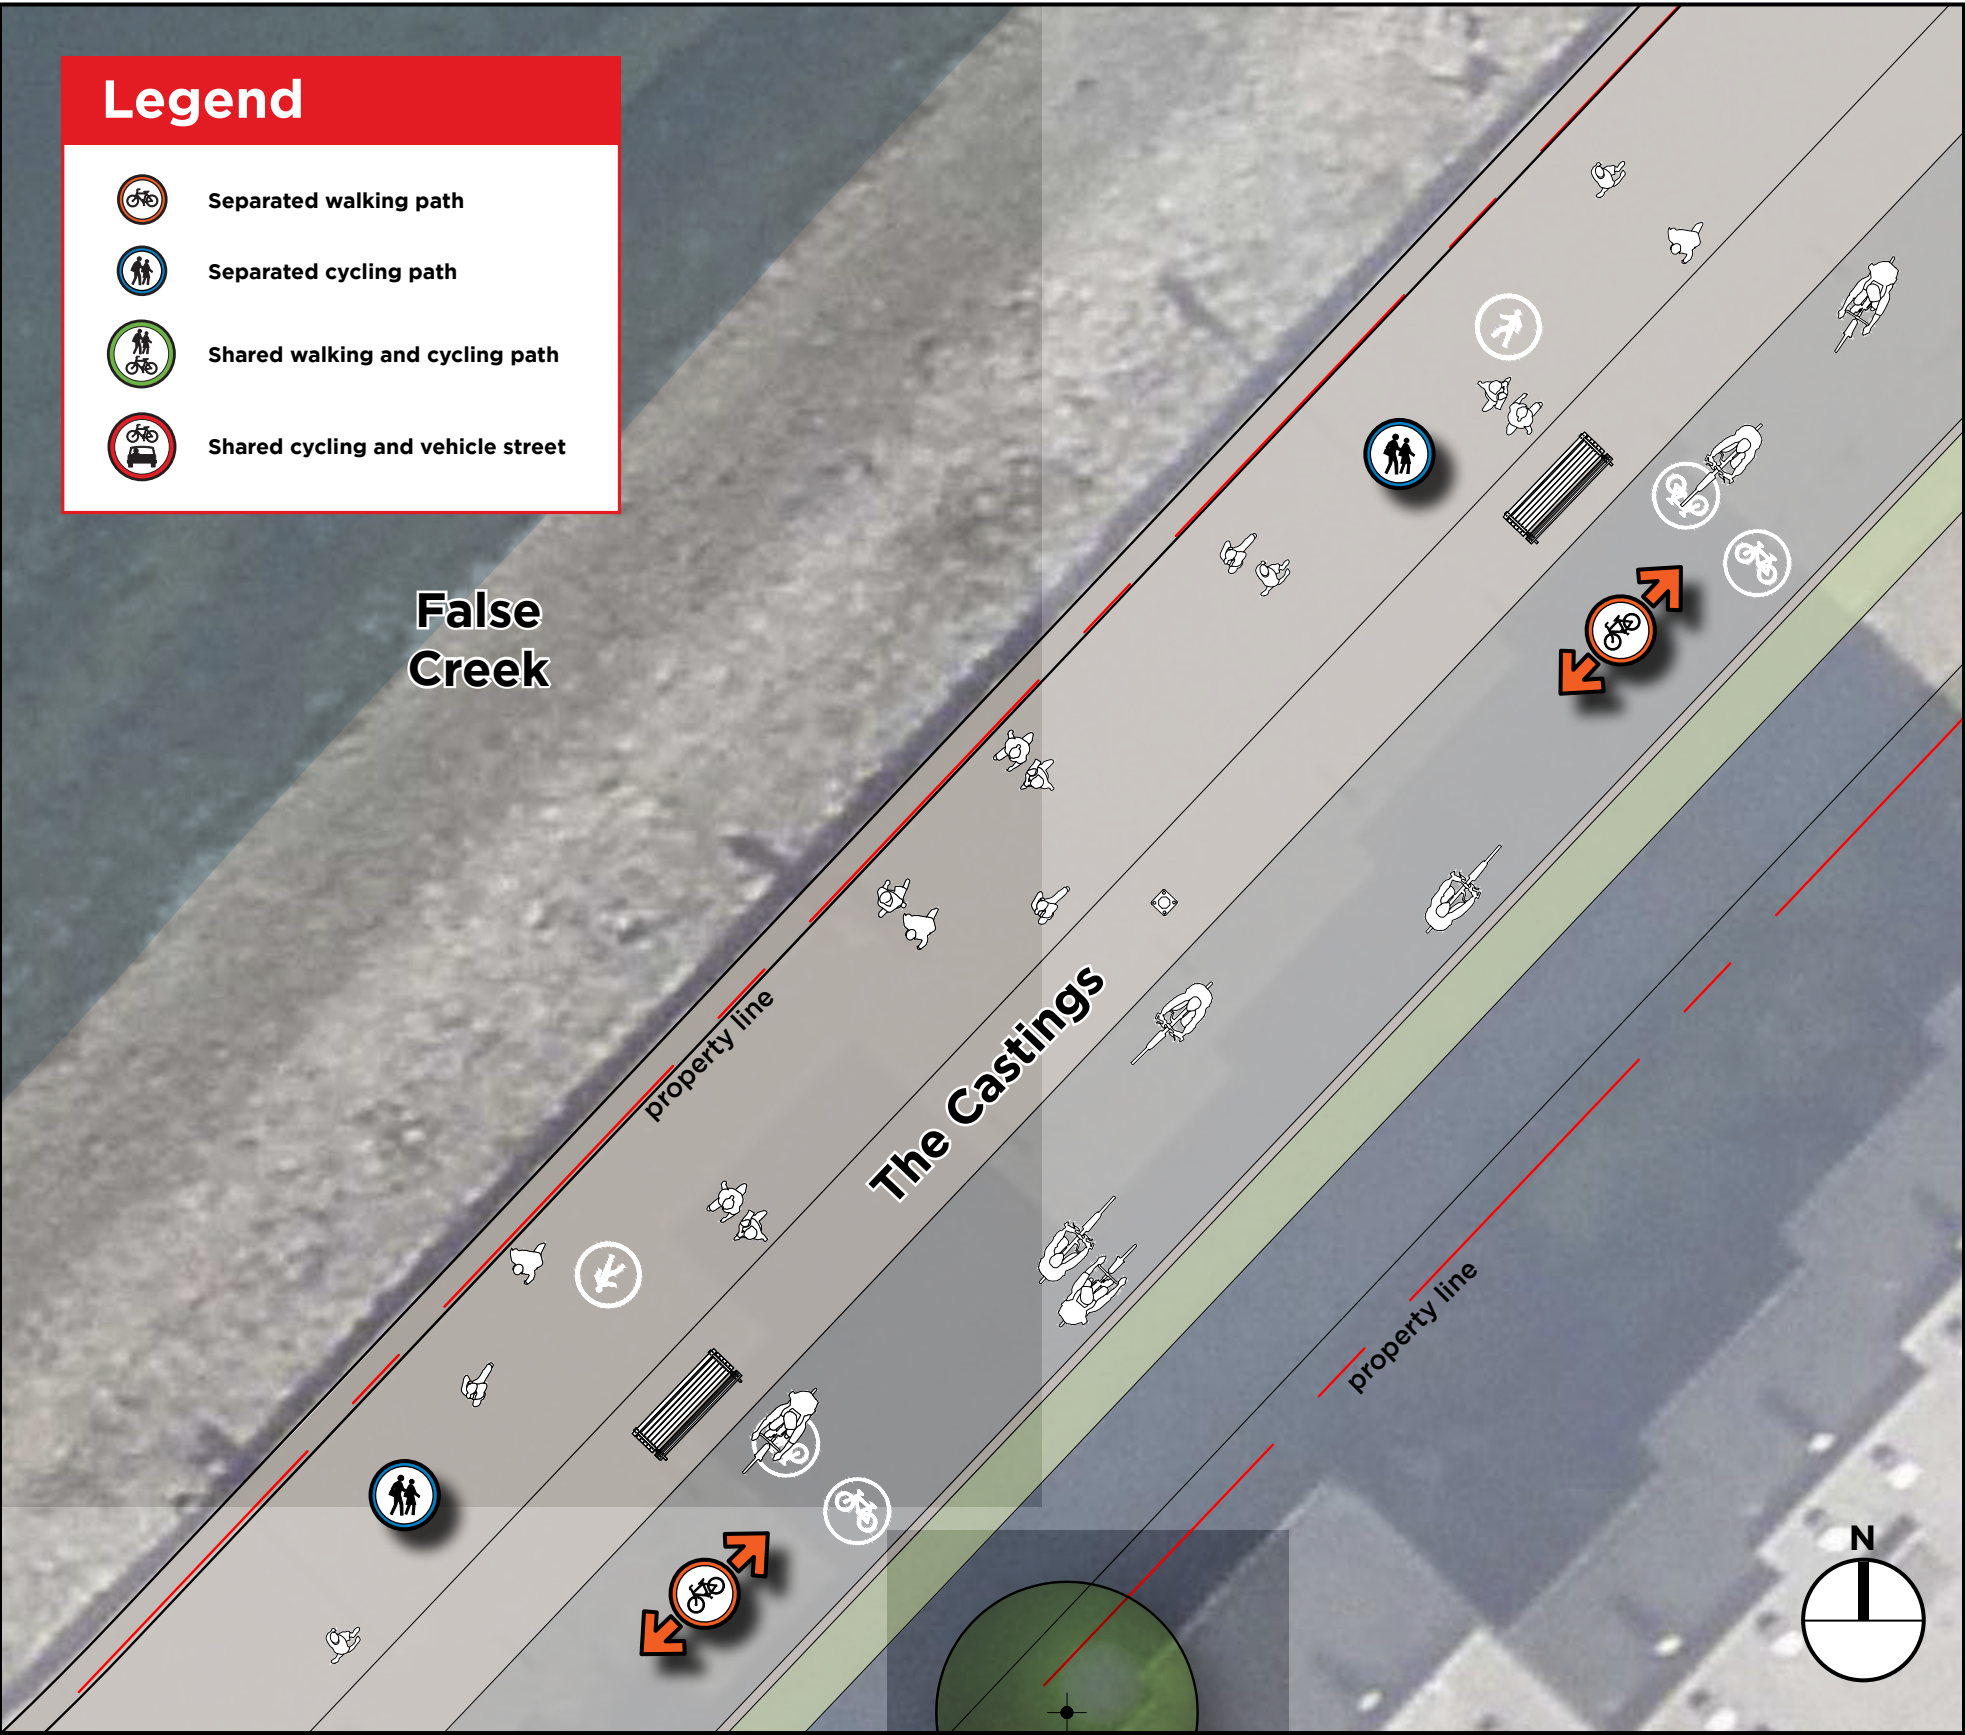 Legend
Separated walking path
Separated cycling path
Shared walking and cycling path
Shared cycling and vehicle street
False
Creek
property line
The Castings
property line
N